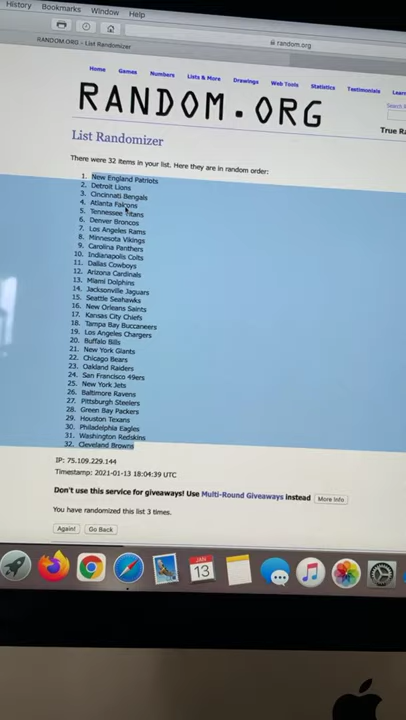 History Bookmarks Window Help
random.org
RANDOM.ORG - List Randomizer
Home Games Numbers Lists & More Drawings Web Tools Statistics Testimonials
RANDOM.ORG
Search
True
List Randomizer
There were 32 items in your list. Here they are in random order:
1. New England Patriots
2. Detroit Lions
3. Cincinnati Bengals
4. Atlanta Falcons
5. Tennessee Titans
6. Denver Broncos
7. Los Angeles Rams
8. Minnesota Vikings
9. Carolina Panthers
10. Indianapolis Colts
11. Dallas Cowboys
12. Arizona Cardinals
13. Miami Dolphins
14. Jacksonville Jaguars
15. Seattle Seahawks
16. New Orleans Saints
17. Kansas City Chiefs
18. Tampa Bay Buccaneers
19. Los Angeles Chargers
20. Buffalo Bills
21. New York Giants
22. Chicago Bears
23. Oakland Raiders
24. San Francisco 49ers
25. New York Jets
26. Baltimore Ravens
27. Pittsburgh Steelers
28. Green Bay Packers
29. Houston Texans
30. Philadelphia Eagles
31. Washington Redskins
32. Cleveland Browns
IP: 75.109.229.144
Timestamp: 2021-01-13 18:04:39 UTC
Don't use this service for giveaways! Use Multi-Round Giveaways instead More Info
You have randomized this list 3 times.
Again! Go Back
JAN
13